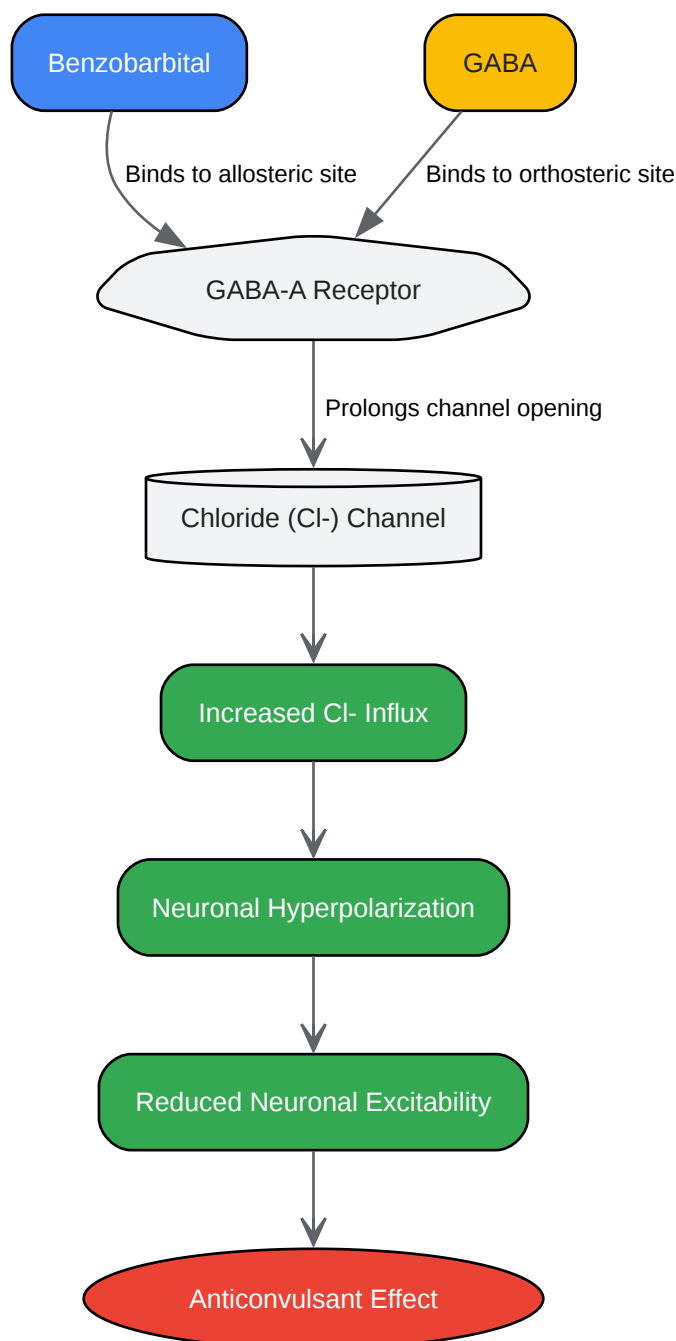 Benzobarbital
GABA
Binds to allosteric site
Binds to orthosteric site
GABA-A Receptor
Prolongs channel opening
Chloride (Cl-) Channel
Increased Cl- Influx
Neuronal Hyperpolarization
Reduced Neuronal Excitability
Anticonvulsant Effect